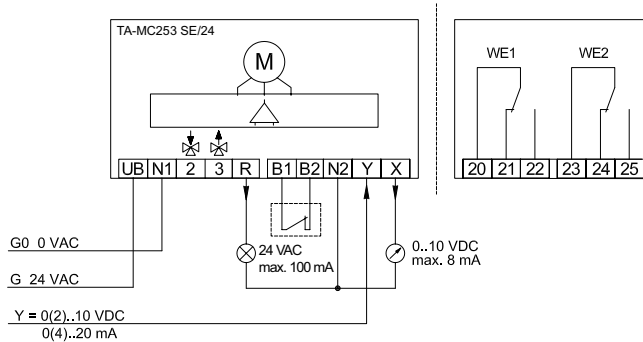 TA-MC253 SE/24
M
WE1 WE2
UB N1 2 3 R B1 B2 N2 Y X
20 21 22 23 24 25
G0 0 VAC
24 VAC
max. 100 mA
0..10 VDC
max. 8 mA
G 24 VAC
Y = 0(2)..10 VDC
0(4)..20 mA